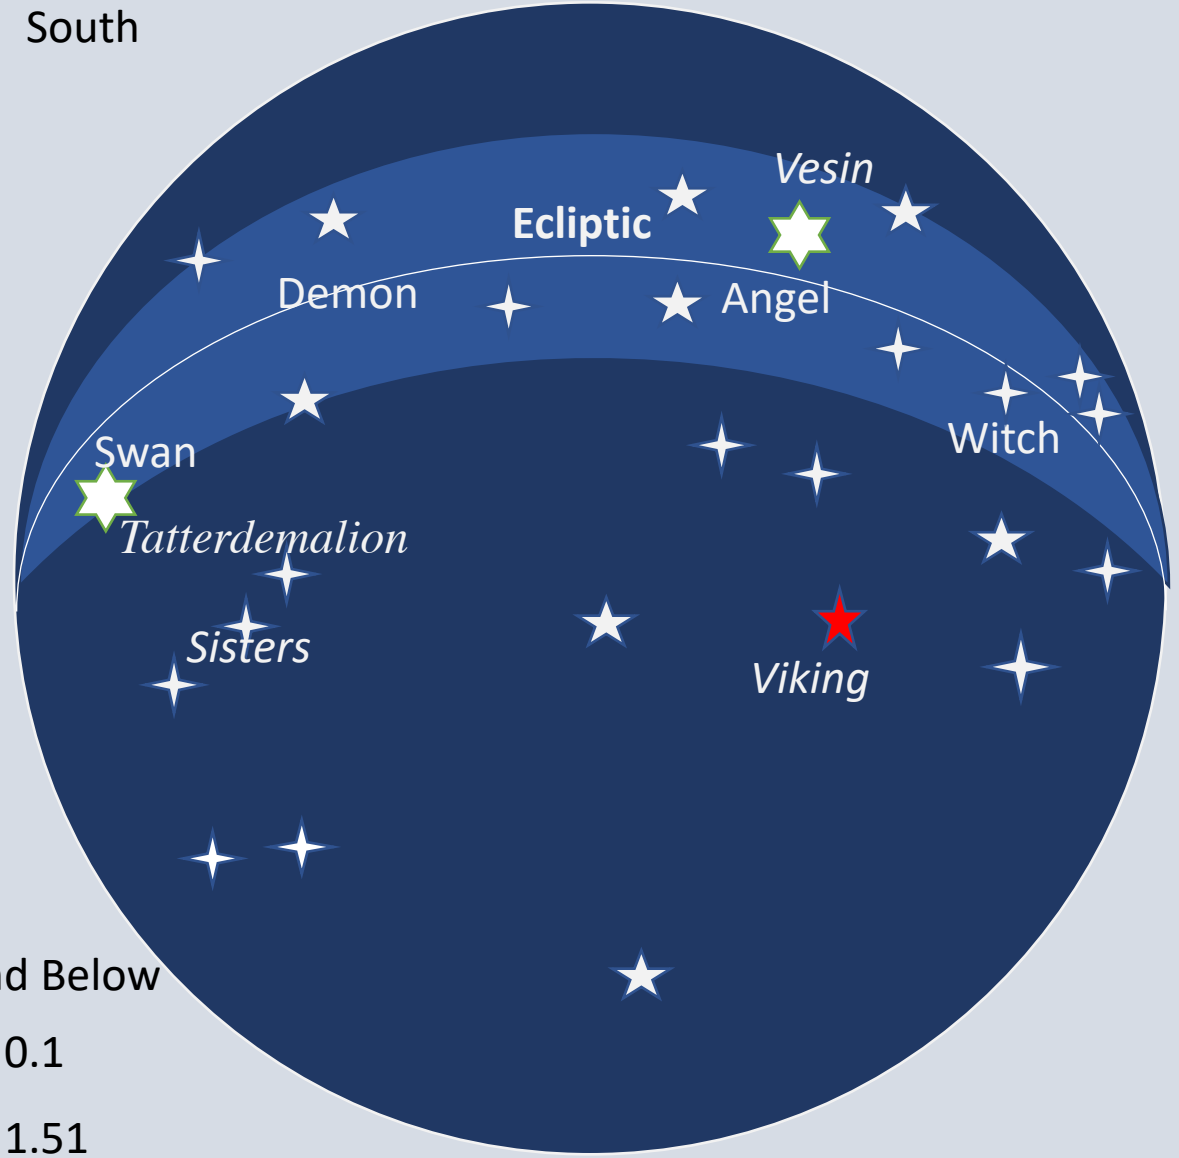 South
Vesin
Ecliptic
Demon
Angel
Witch
Swan
Tatterdemalion
Sisters
Viking
Below
0.1
1.51